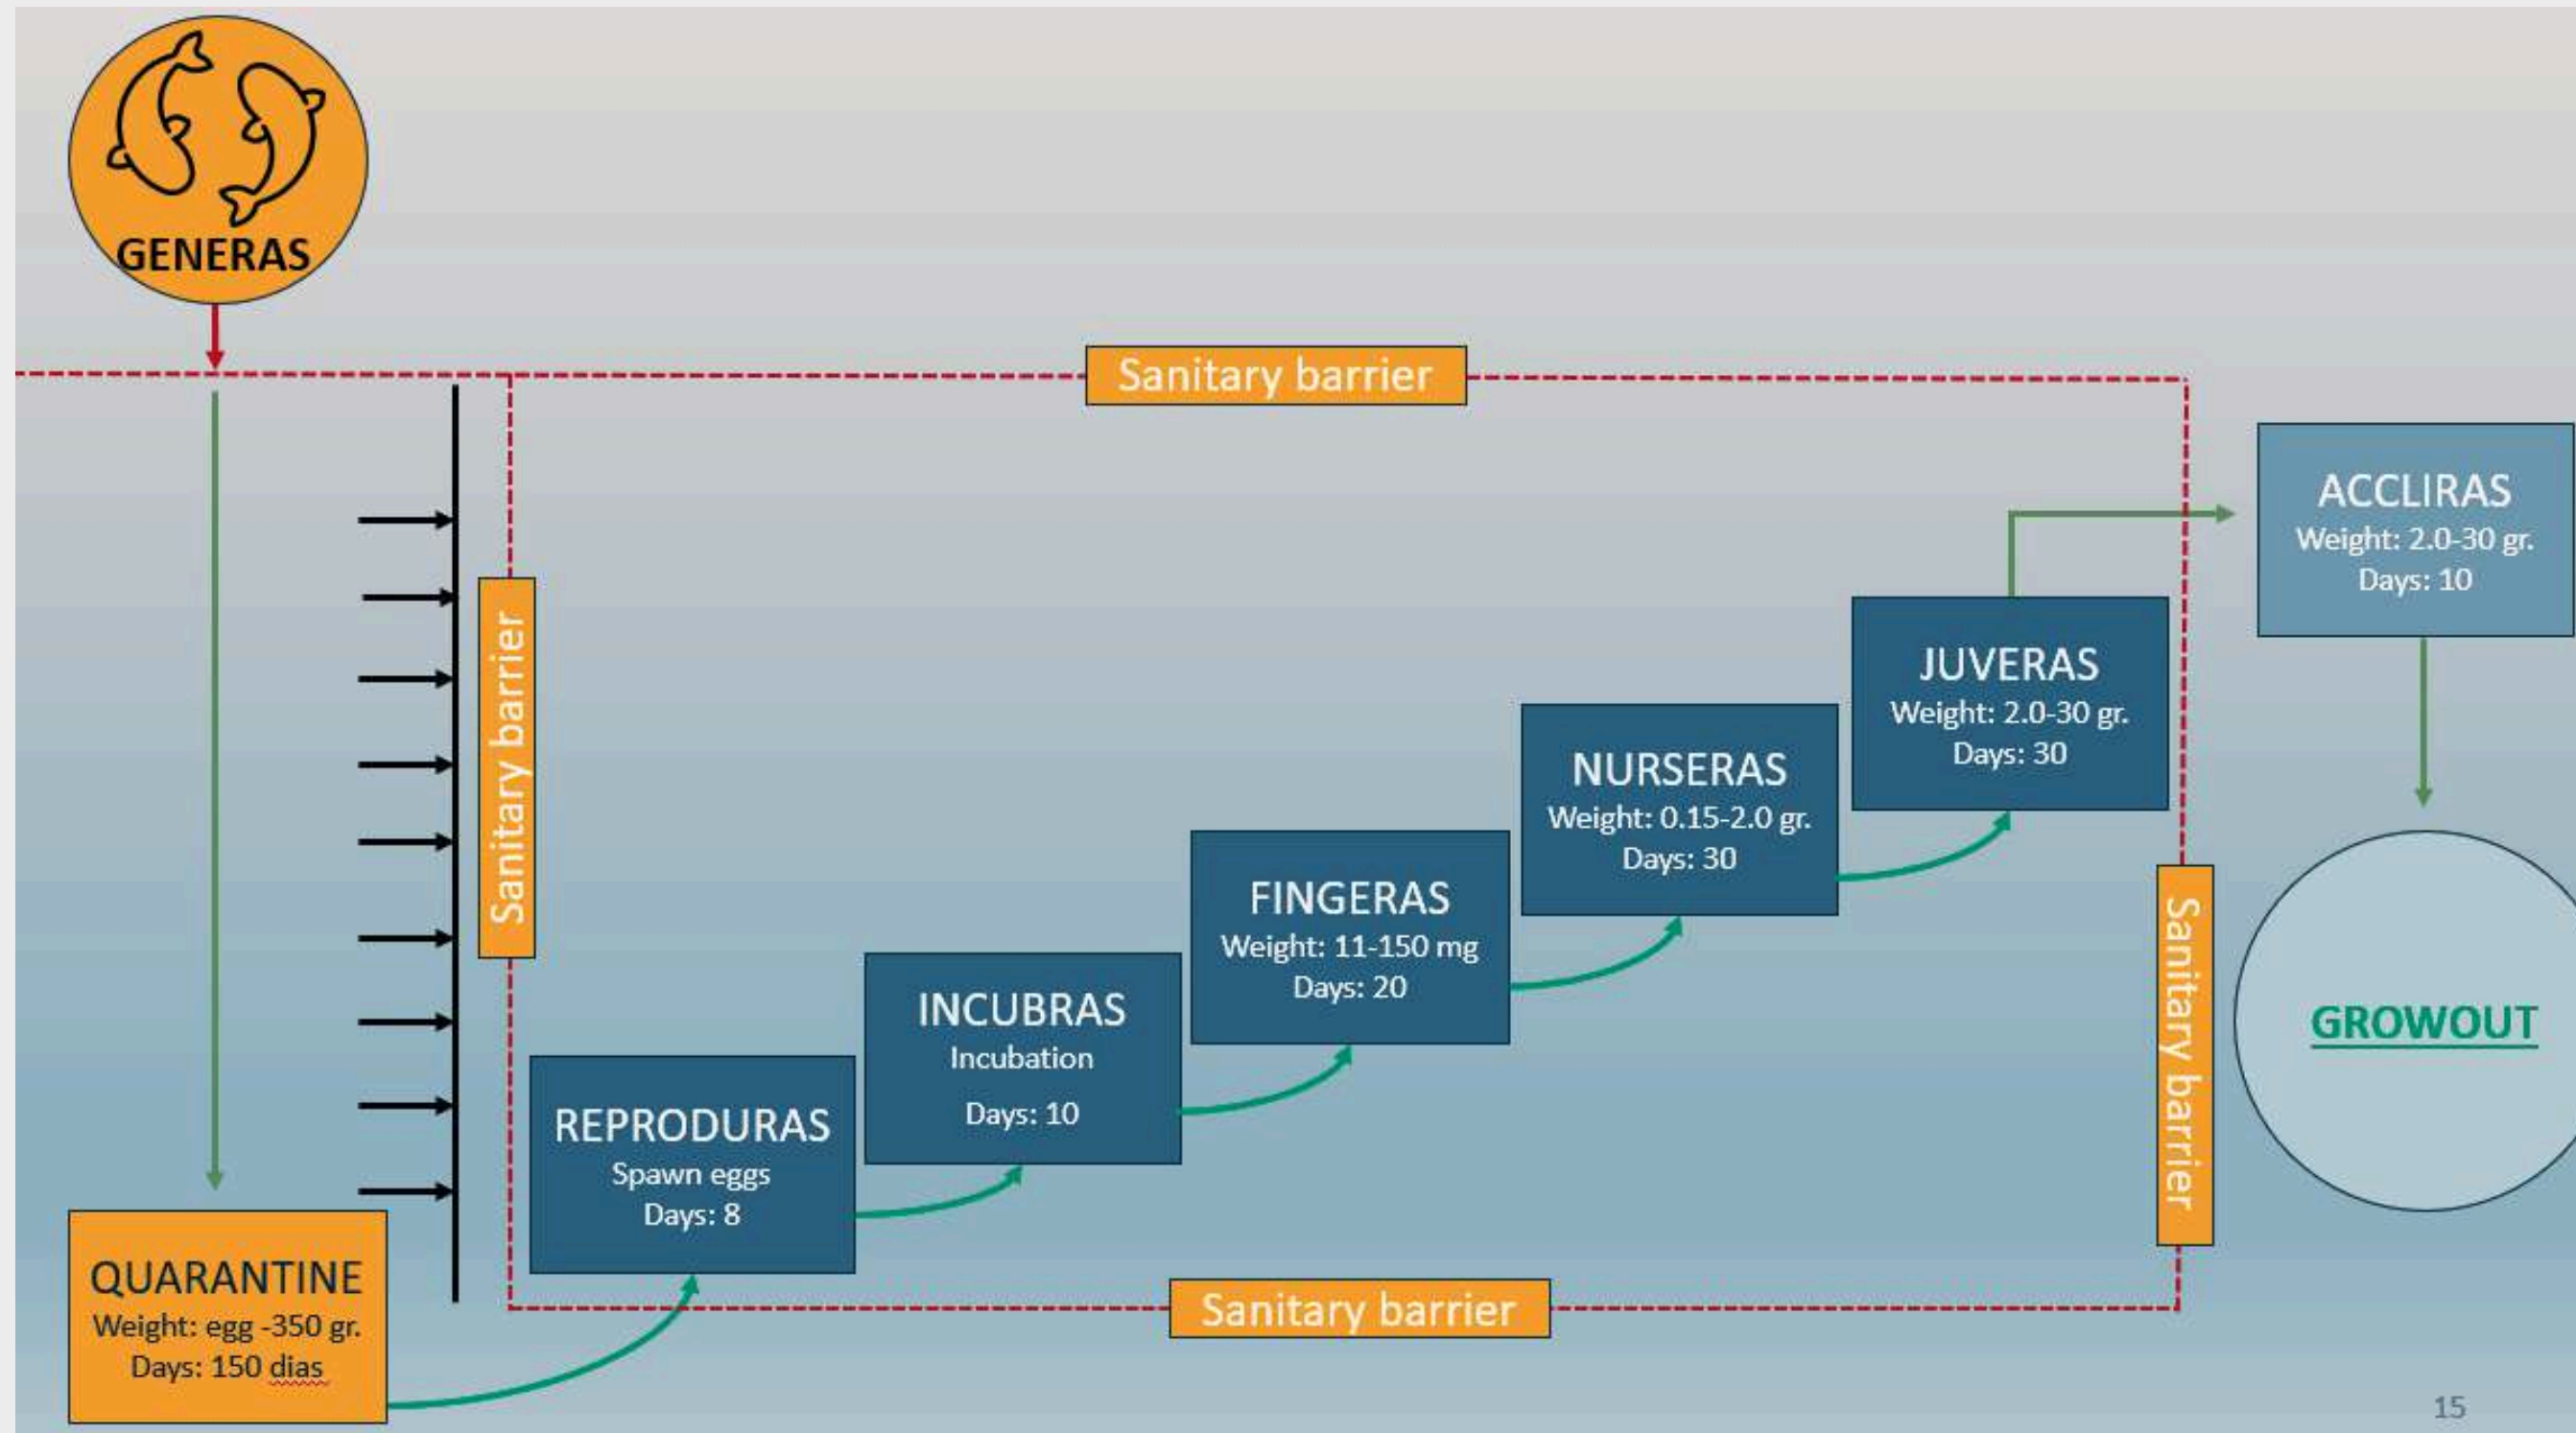 GENERAS
Sanitary barrier
Sanitary barrier
QUARANTINE
Weight: egg -350 gr.
Days: 150 dias
REPRODURAS
Spawn eggs
Days: 8
INCUBRAS
Incubation
Days: 10
FINGERAS
Weight: 11-150 mg
Days: 20
NURSERAS
Weight: 0.15-2.0 gr.
Days: 30
JUVERAS
Weight: 2.0-30 gr.
Days: 30
ACCLIRAS
Weight: 2.0-30 gr.
Days: 10
Sanitary barrier
GROWOUT
Sanitary barrier
15